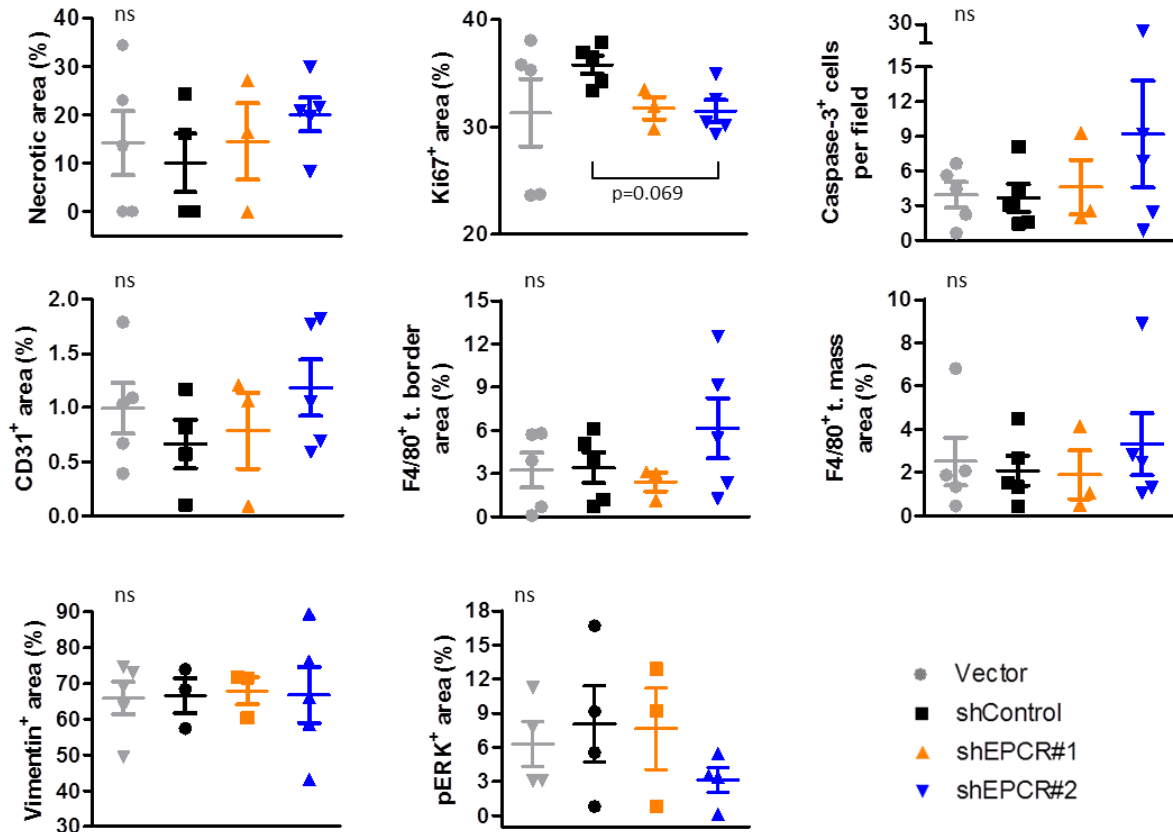 ns
Necrotic area (%)
40
30
20
10
0
Ki67+ area (%)
40
30
20
p=0.069
ns
Caspase-3+ cells
per field
30
15
12
9
6
3
0
ns
CD31+ area (%)
2.0
1.5
1.0
0.5
0.0
ns
F4/80+ t. border
area (%)
15
12
9
6
3
0
ns
F4/80+ t. mass
area (%)
10
8
6
4
2
0
ns
Vimentin+ area (%)
90
80
70
60
50
40
30
ns
pERK+ area (%)
18
15
12
9
6
3
0
Vector
shControl
shEPCR#1
shEPCR#2